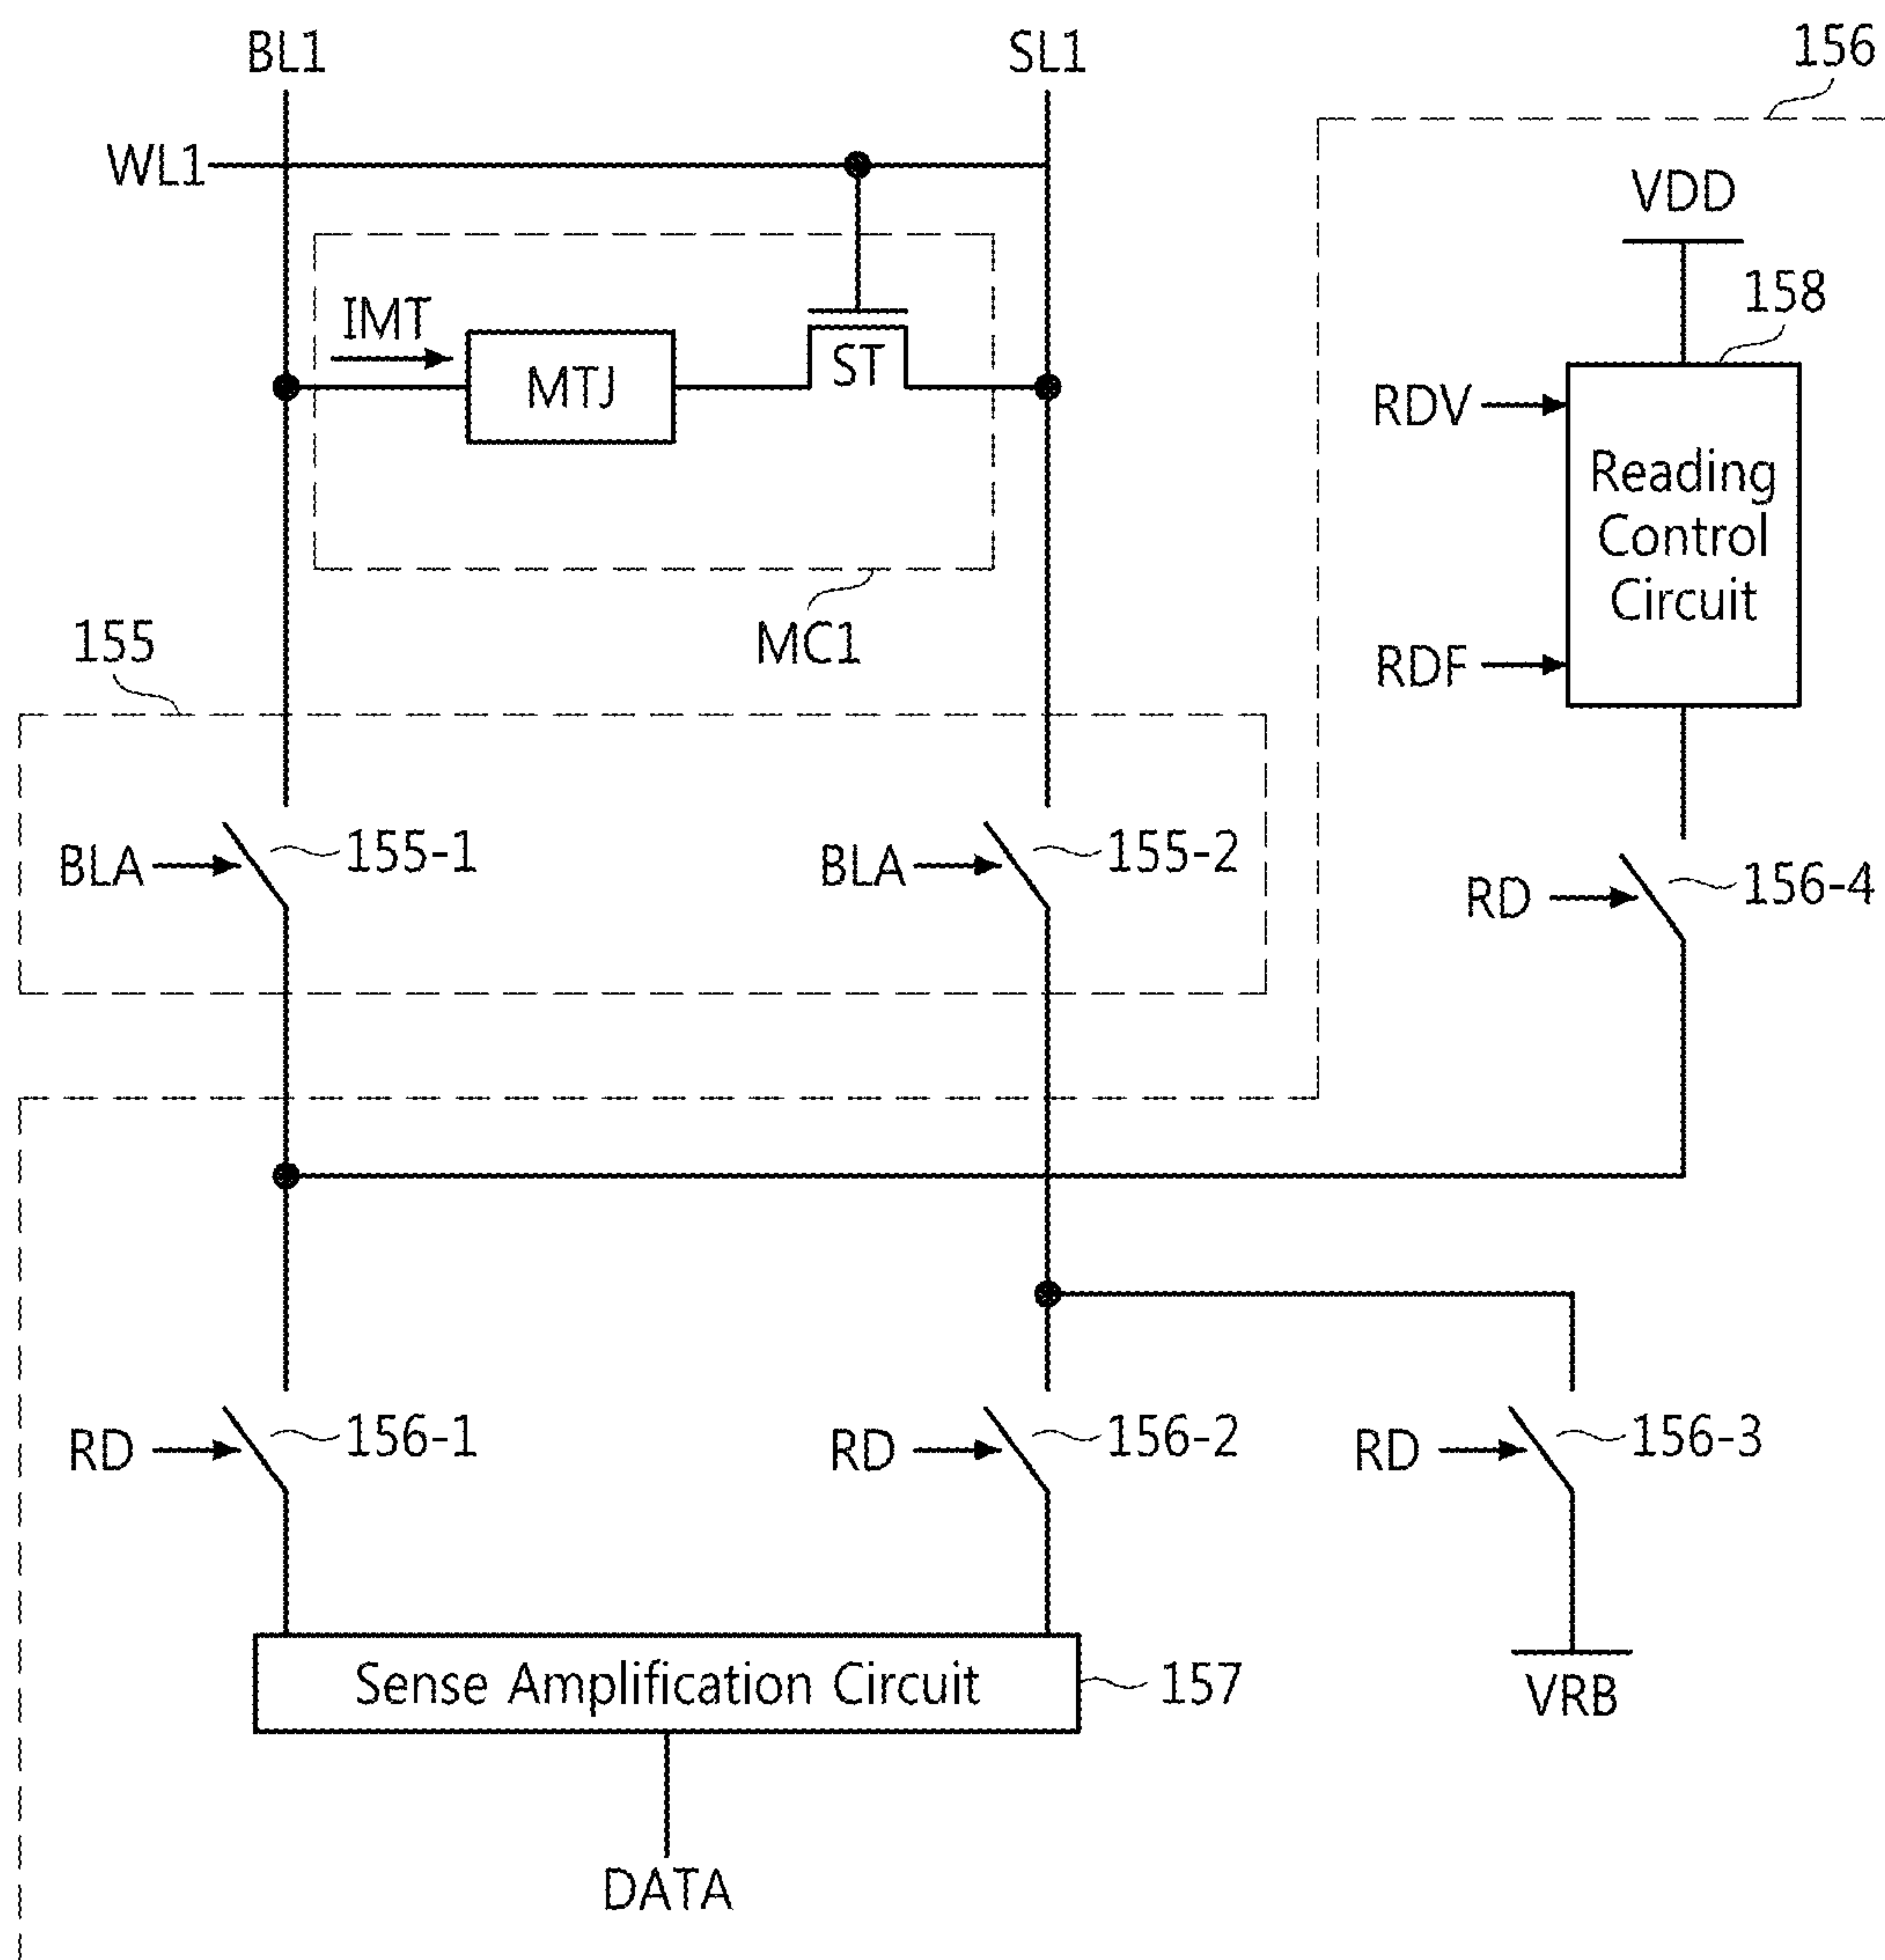 BL1
SL1
156
WL1
VDD
158
IMT
MTJ
ST
RDV
Reading
Control
Circuit
RDF
MC1
155
BLA
155-1
BLA
155-2
RD
156-4
RD
156-1
RD
156-2
RD
156-3
Sense Amplification Circuit
157
VRB
DATA